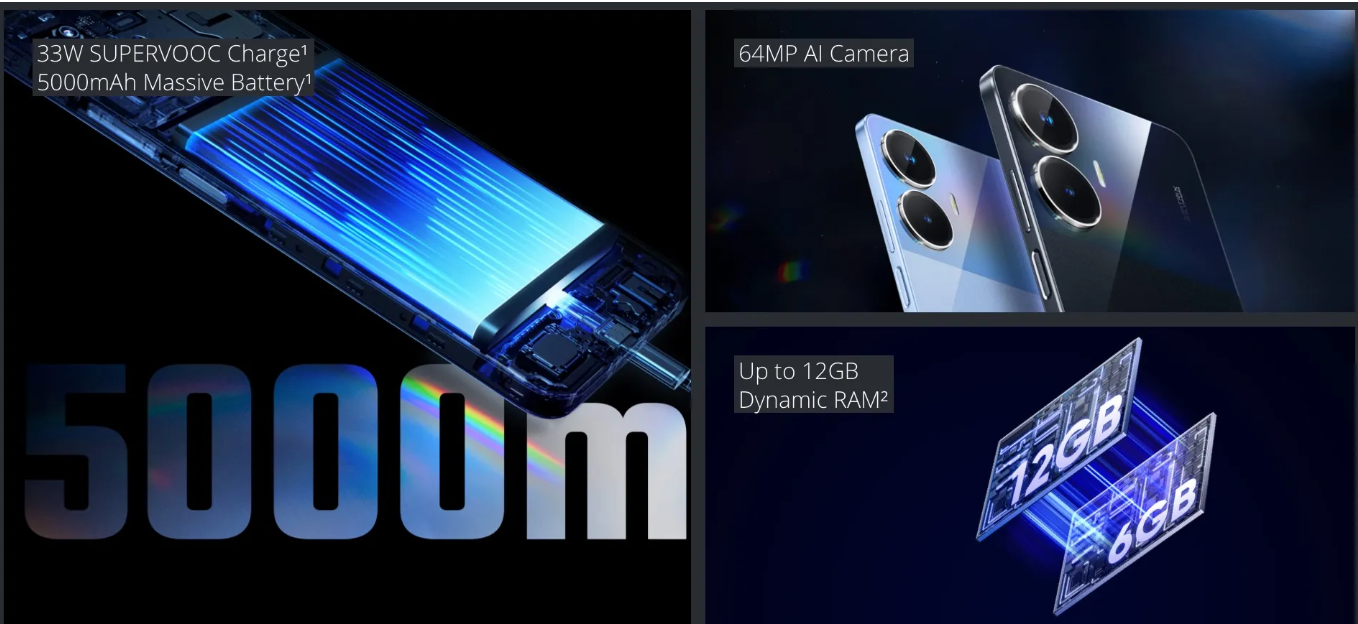 33W SUPERVOOC Charge¹
5000mAh Massive Battery¹
5000m
64MP AI Camera
Up to 12GB
Dynamic RAM²
12GB
6GB